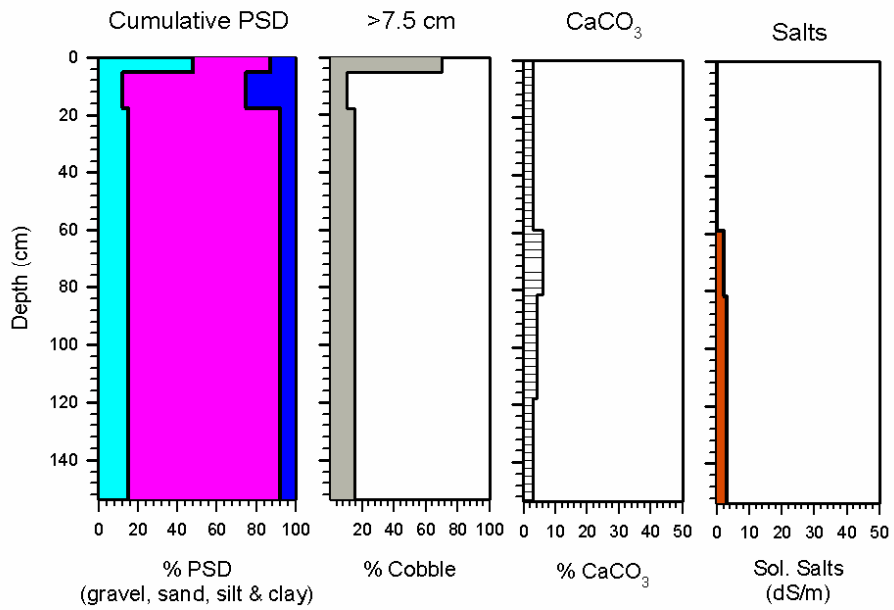 Cumulative PSD
>7.5 cm
CaCO₃
Salts
Depth (cm)
0
20
40
60
80
100
120
140
0 20 40 60 80 100
0 20 40 60 80 100
0 10 20 30 40 50
0 10 20 30 40 50
% PSD
(gravel, sand, silt & clay)
% Cobble
% CaCO₃
Sol. Salts
(dS/m)